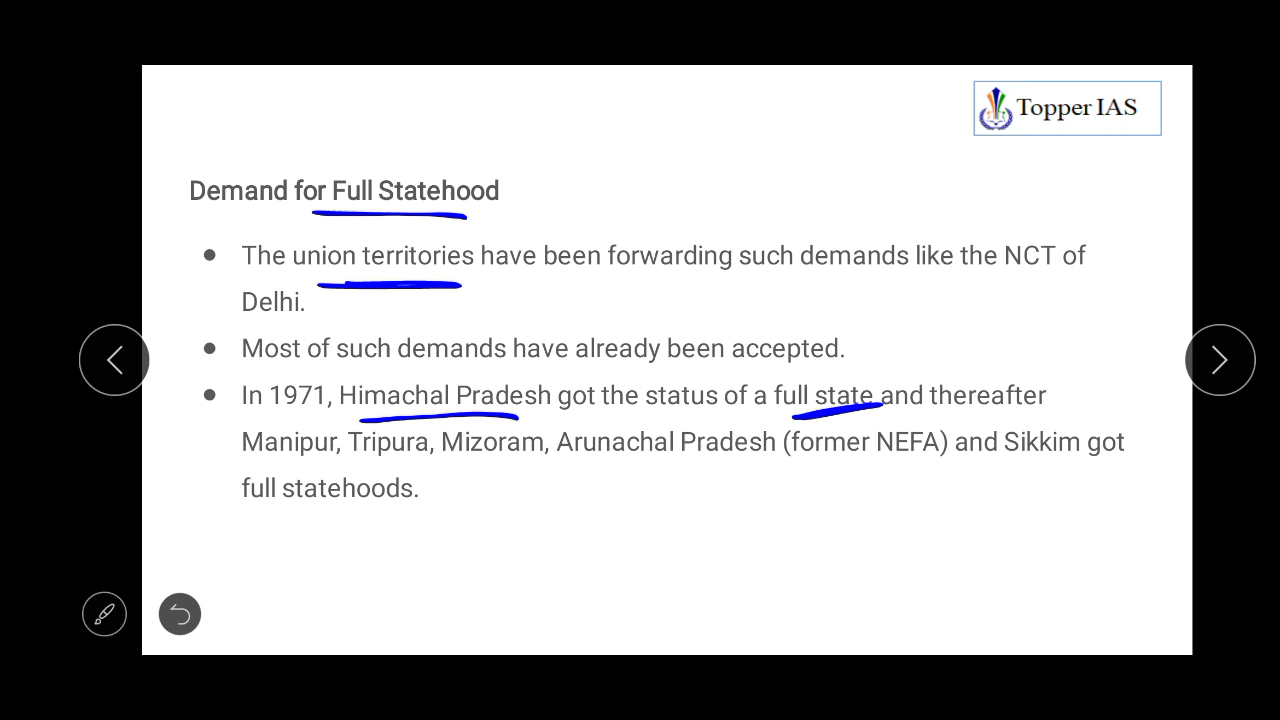 Topper IAS
Demand for Full Statehood
● The union territories have been forwarding such demands like the NCT of
Delhi.
● Most of such demands have already been accepted.
● In 1971, Himachal Pradesh got the status of a full state and thereafter
Manipur, Tripura, Mizoram, Arunachal Pradesh (former NEFA) and Sikkim got
full statehoods.